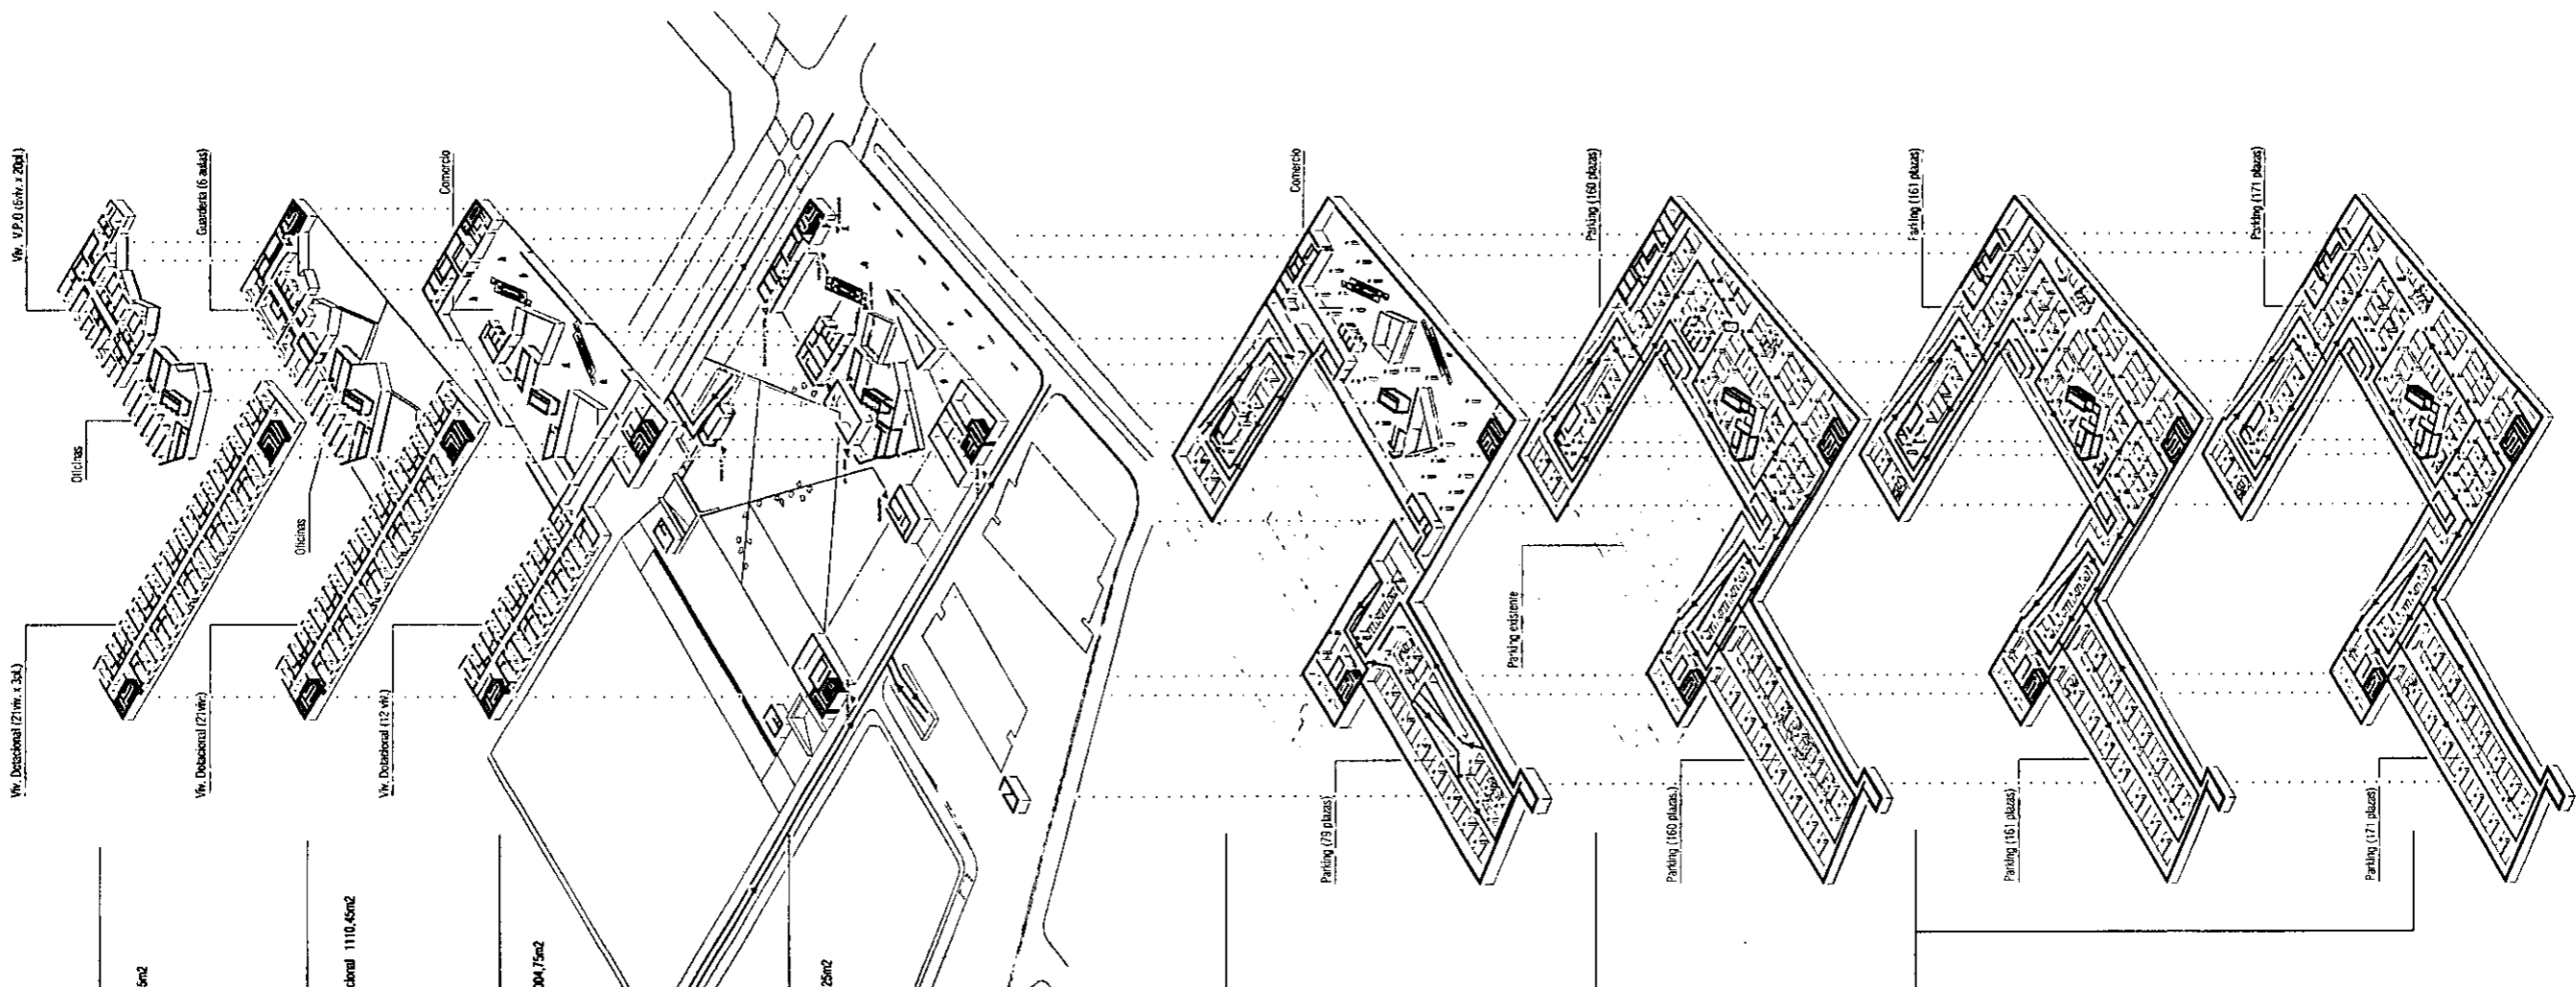 Viv. V.P.O (6viv. x 20pl.)
Guardería (6 aulas)
Comercio
Oficinas
Oficinas
Viv. Dotacional (21viv. x 3pl.)
Viv. Dotacional (21viv.)
Viv. Dotacional (12 viv.)
5m2
cional 1110,45m2
004,75m2
25m2
Comercio
Parking (160 plazas)
Parking (161 plazas)
Parking (171 plazas)
Parking existente
Parking (79 plazas)
Parking (160 plazas)
Parking (161 plazas)
Parking (171 plazas)